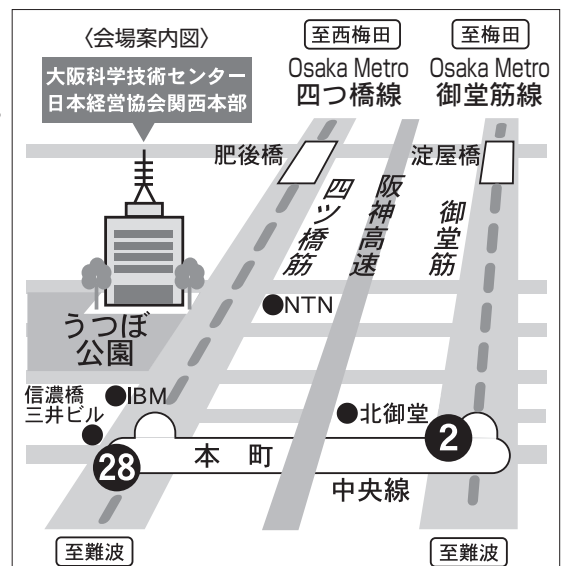 〈会場案内図〉
大阪科学技術センター
日本経営協会関西本部
至西梅田
Osaka Metro
四つ橋線
至梅田
Osaka Metro
御堂筋線
肥後橋
淀屋橋
四ツ橋筋
阪神高速
御堂筋
NTN
うつぼ
公園
信濃橋
三井ビル
IBM
北御堂
2
28
本町
中央線
至難波
至難波